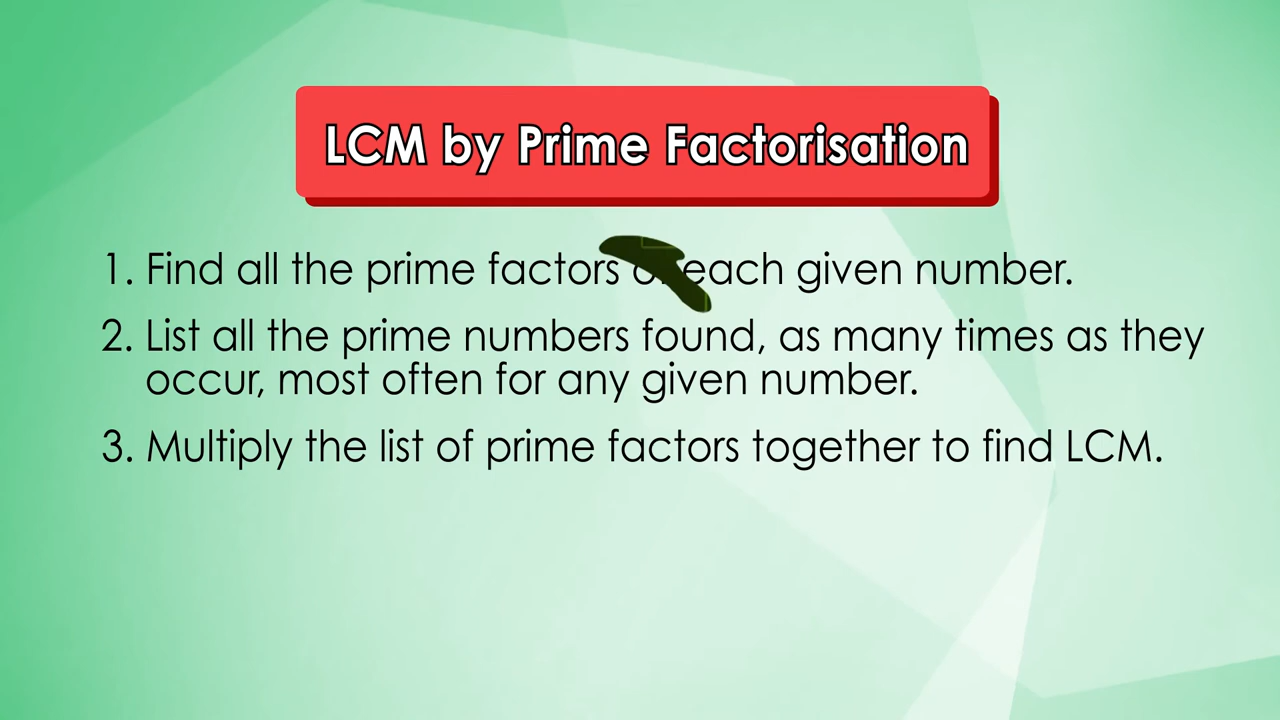 LCM by Prime Factorisation
1. Find all the prime factors each given number.
2. List all the prime numbers found, as many times as they
occur, most often for any given number.
3. Multiply the list of prime factors together to find LCM.